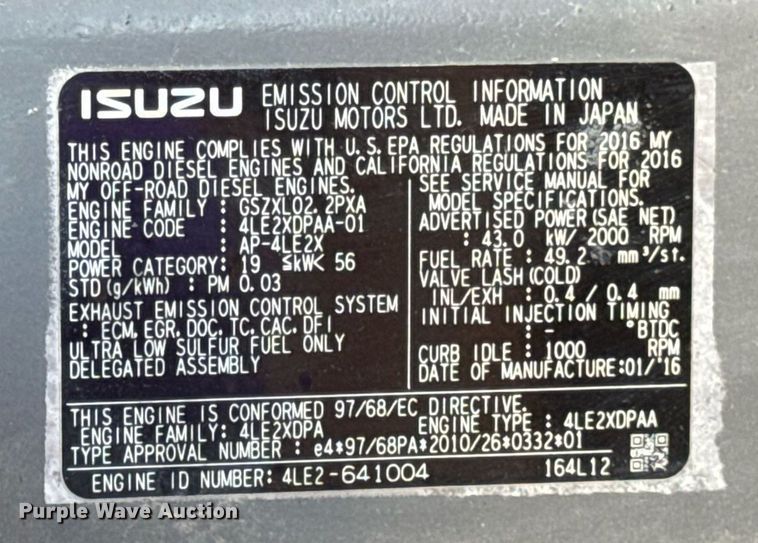 ISUZU EMISSION CONTROL INFORMATION
ISUZU MOTORS LTD. MADE IN JAPAN
THIS ENGINE COMPLIES WITH U.S. EPA REGULATIONS FOR 2016 MY
NONROAD DIESEL ENGINES AND CALIFORNIA REGULATIONS FOR 2016
MY OFF-ROAD DIESEL ENGINES.
ENGINE FAMILY : GSZXL02.2PXA
ENGINE CODE : 4LE2XDPAA-01
MODEL : AP-4LE2X
POWER CATEGORY: 19 ≦kW< 56
STD (g/kWh) : PM 0.03
EXHAUST EMISSION CONTROL SYSTEM
: ECM, EGR, DOC, TC, CAC, DFI
ULTRA LOW SULFUR FUEL ONLY
DELEGATED ASSEMBLY
SEE SERVICE MANUAL FOR
MODEL SPECIFICATIONS.
ADVERTISED POWER (SAE NET)
: 43.0 kW/ 2000 RPM
FUEL RATE : 49.2 mm³/st.
VALVE LASH (COLD)
INL/EXH : 0.4 / 0.4 mm
INITIAL INJECTION TIMING
: - °BTDC
CURB IDLE : 1000 RPM
DATE OF MANUFACTURE:01/'16
THIS ENGINE IS CONFORMED 97/68/EC DIRECTIVE.
ENGINE FAMILY: 4LE2XDPA ENGINE TYPE : 4LE2XDPAA
TYPE APPROVAL NUMBER : e4*97/68PA*2010/26*0332*01
ENGINE ID NUMBER: 4LE2-641004 164L12
Purple Wave Auction